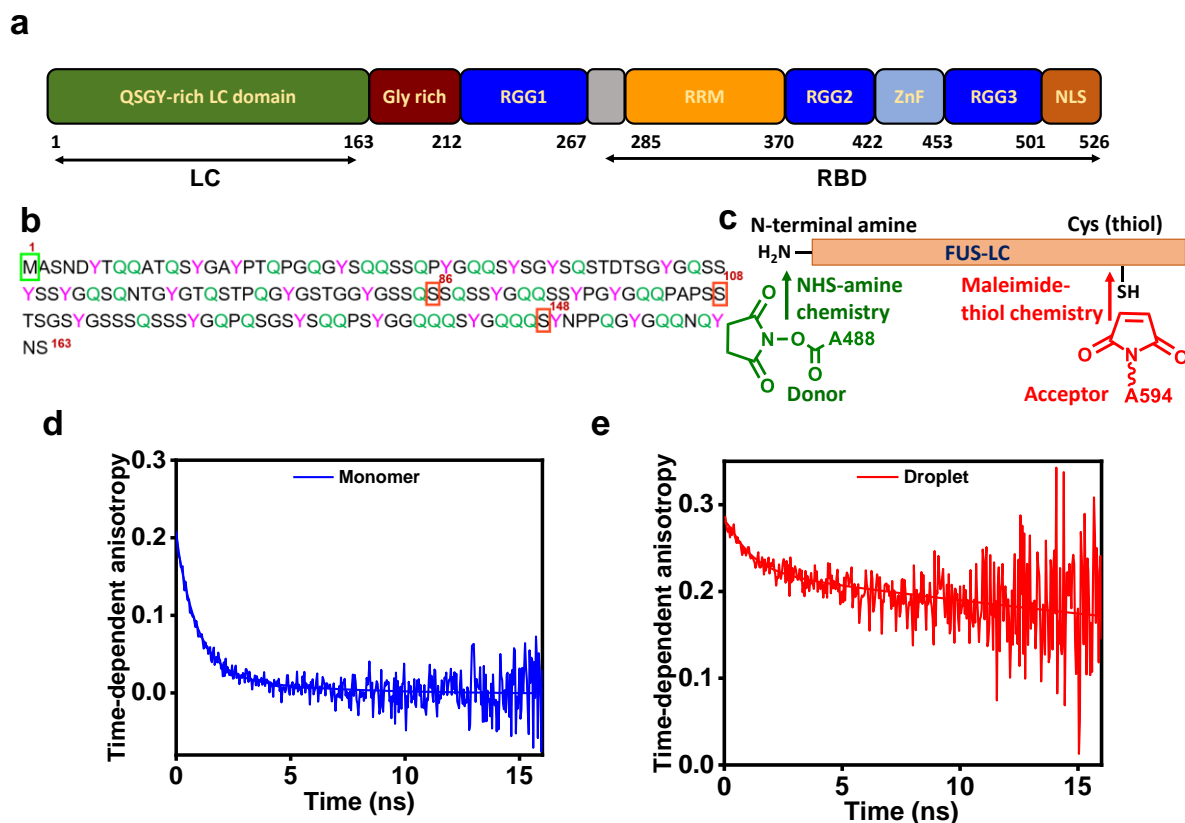 a
QSGY-rich LC domain Gly rich RGG1 RRM RGG2 ZnF RGG3 NLS
1 163 212 267 285 370 422 453 501 526
LC RBD
b
1
MASNDYTQQATQSYGAYPTQPGQGYSQQSSQPYGQQSYSGYSQSTDTSGYGQSS
86 108
YSSYGQSQNTGYGTQSTPQGYGSTGGYGSSQSSQSSYGQQSSYPGYGQQPAPSS
148
TSGSYGSSSQSSSYGQPQSGSYSQQPSYGGQQQSYGQQQSYNPPQGYGQQNQY
NS 163
c
N-terminal amine Cys (thiol)
H₂N FUS-LC
SH
NHS-amine
chemistry
Maleimide-
thiol chemistry
O
N O A488
O
O
Donor
O N O
Acceptor A594
d
Time-dependent anisotropy
Monomer
0.3
0.2
0.1
0.0
0 5 10 15
Time (ns)
e
Time-dependent anisotropy
Droplet
0.3
0.2
0.1
0.0
0 5 10 15
Time (ns)